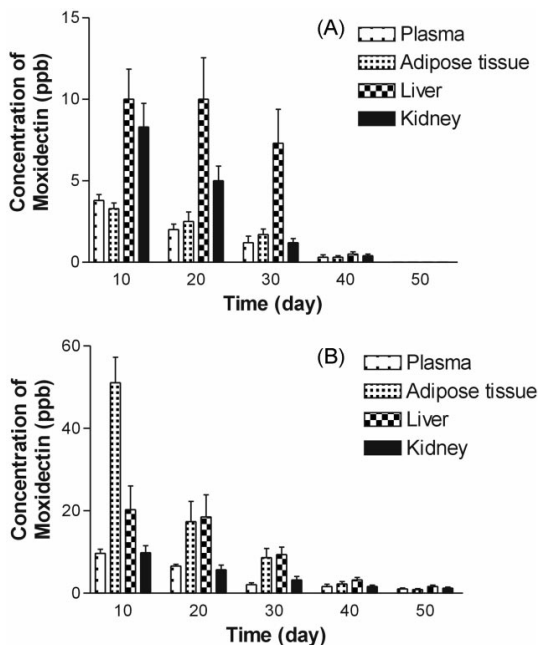 (A)
Plasma
Adipose tissue
Liver
Kidney
Concentration of
Moxidectin (ppb)
15
10
5
0
10 20 30 40 50
Time (day)
(B)
Plasma
Adipose tissue
Liver
Kidney
Concentration of
Moxidectin (ppb)
60
40
20
0
10 20 30 40 50
Time (day)